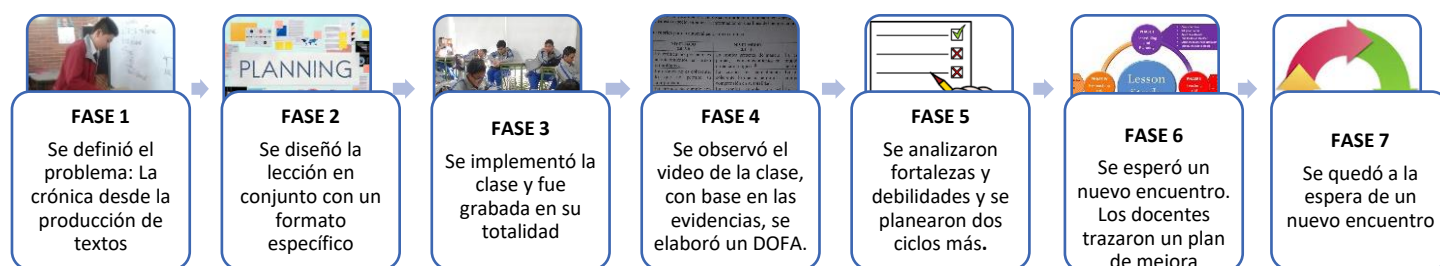 PLANNING
Lesson
FASE 1
Se definió el
problema: La
crónica desde la
producción de
textos
FASE 2
Se diseñó la
lección en
conjunto con un
formato
específico
FASE 3
Se implementó la
clase y fue
grabada en su
totalidad
FASE 4
Se observó el
video de la clase,
con base en las
evidencias, se
elaboró un DOFA.
FASE 5
Se analizaron
fortalezas y
debilidades y se
planearon dos
ciclos más.
FASE 6
Se esperó un
nuevo encuentro.
Los docentes
trazaron un plan
de mejora
FASE 7
Se quedó a la
espera de un
nuevo encuentro